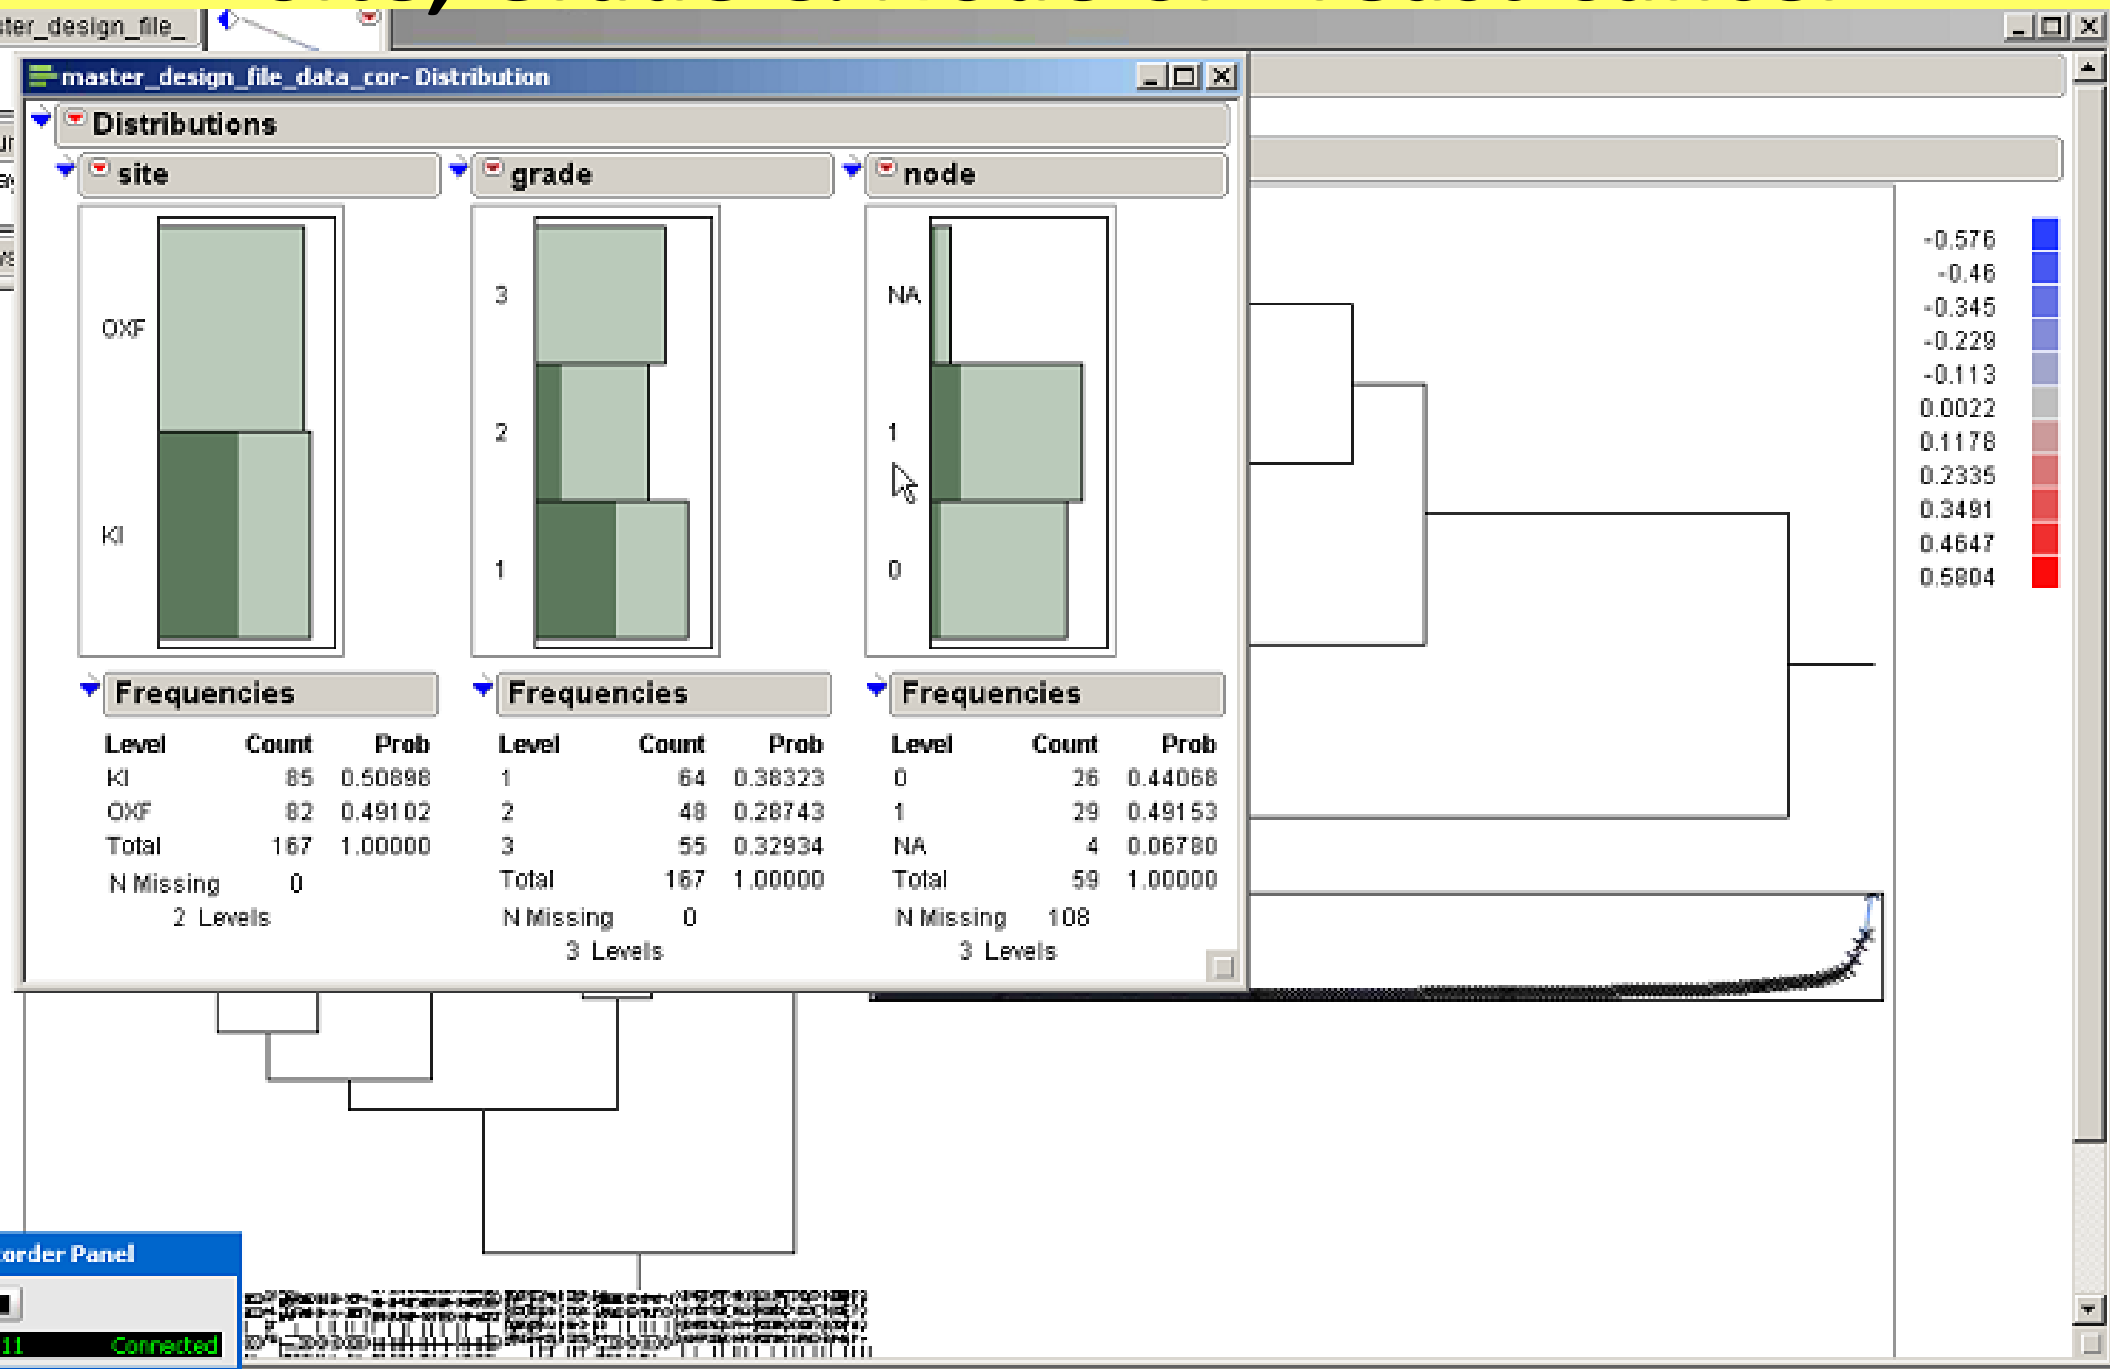 ter_design_file_
master_design_file_data_cor- Distribution
Distributions
site grade node
OXF
KI
3
2
1
NA
1
0
Frequencies Frequencies Frequencies
Level Count Prob Level Count Prob Level Count Prob
KI 85 0.50898 1 64 0.38323 0 26 0.44068
OXF 82 0.49102 2 48 0.28743 1 29 0.49153
Total 167 1.00000 3 55 0.32934 NA 4 0.06780
N Missing 0 Total 167 1.00000 Total 59 1.00000
2 Levels N Missing 0 N Missing 108
3 Levels 3 Levels
-0.576
-0.46
-0.345
-0.229
-0.113
0.0022
0.1178
0.2335
0.3491
0.4647
0.5804
corder Panel
11 Connected